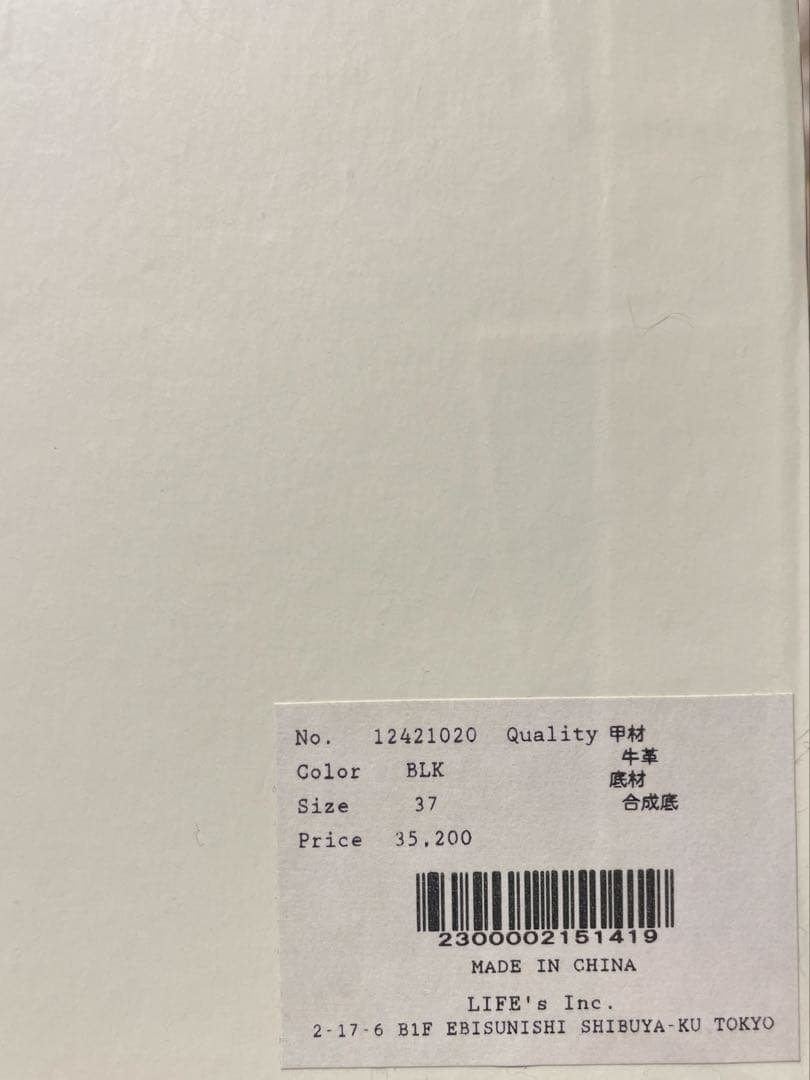 No. 12421020 Quality 甲材
牛革
Color BLK
底材
Size 37 合成底
Price 35,200
2300002151419
MADE IN CHINA
LIFE's Inc.
2-17-6 B1F EBISUNISHI SHIBUYA-KU TOKYO